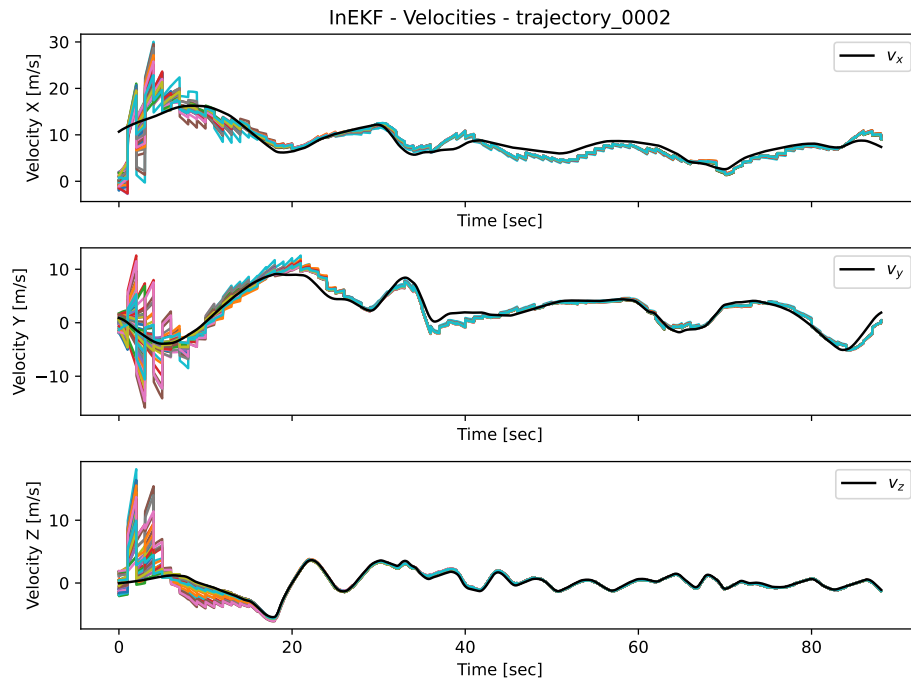 InEKF - Velocities - trajectory_0002
Velocity X [m/s]
30
20
10
0
v_x
Time [sec]
Velocity Y [m/s]
10
0
−10
v_y
Time [sec]
Velocity Z [m/s]
10
0
v_z
0 20 40 60 80
Time [sec]